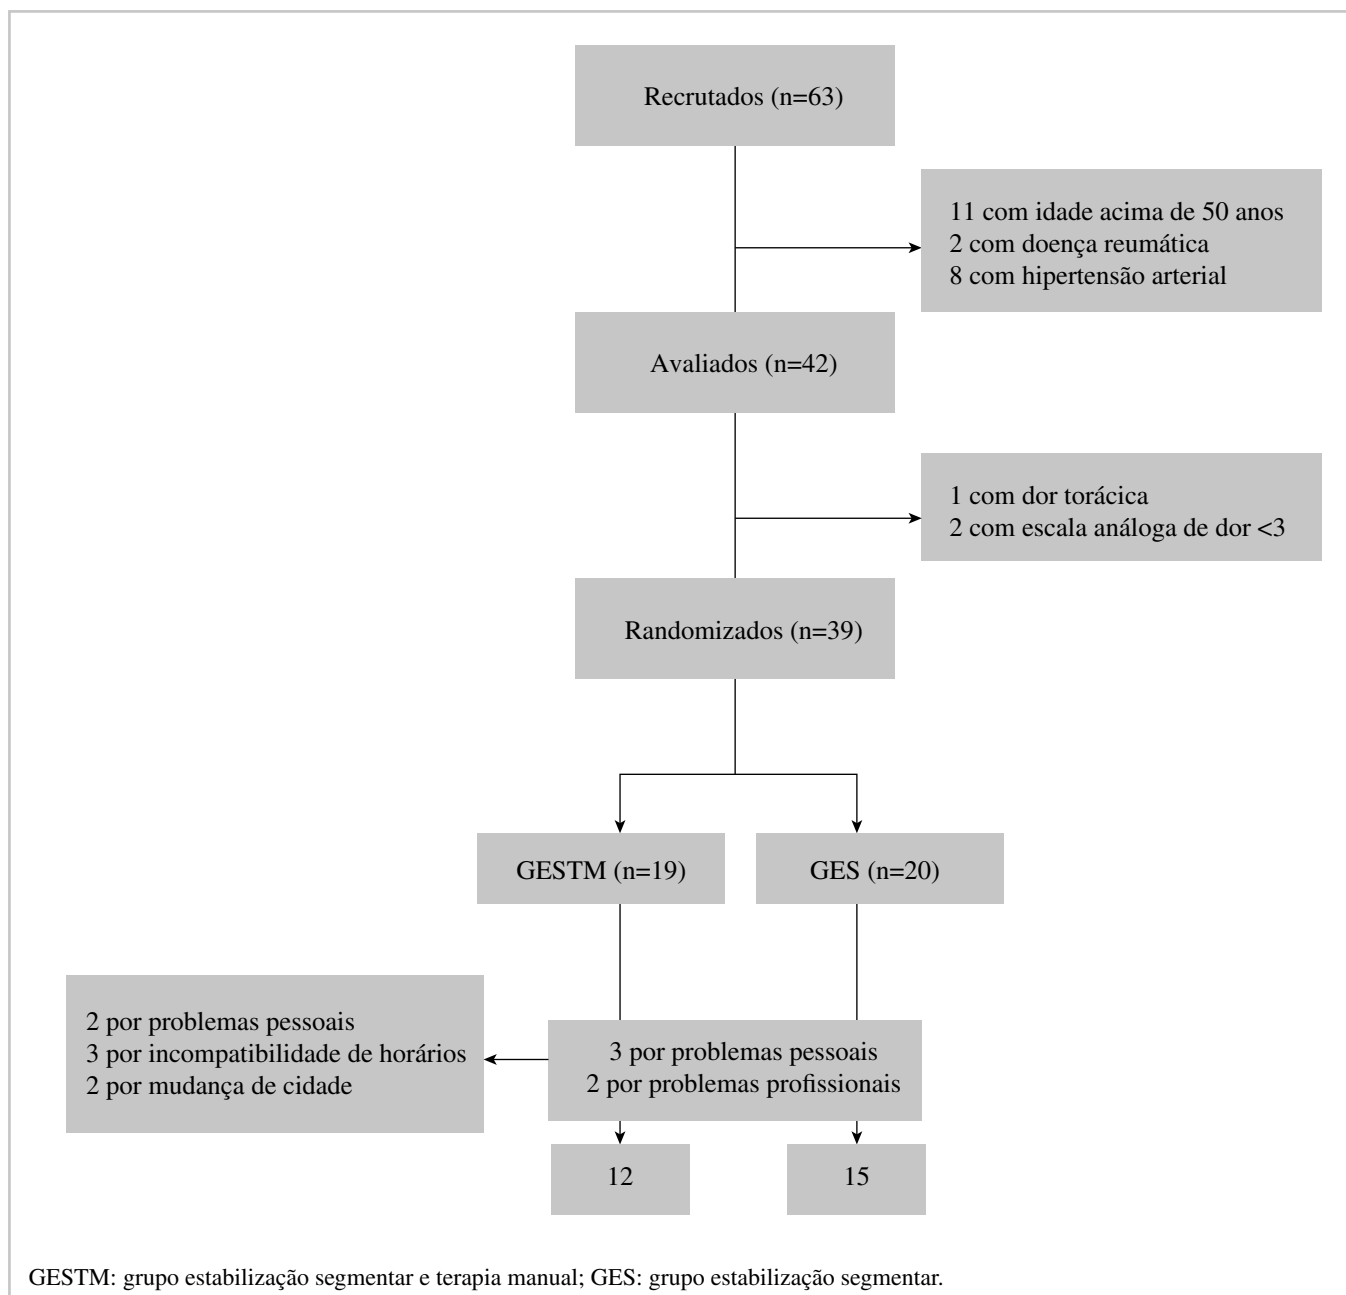 Recrutados (n=63)
11 com idade acima de 50 anos
2 com doença reumática
8 com hipertensão arterial
Avaliados (n=42)
1 com dor torácica
2 com escala análoga de dor <3
Randomizados (n=39)
GESTM (n=19)
GES (n=20)
2 por problemas pessoais
3 por incompatibilidade de horários
2 por mudança de cidade
3 por problemas pessoais
2 por problemas profissionais
12
15
GESTM: grupo estabilização segmentar e terapia manual; GES: grupo estabilização segmentar.